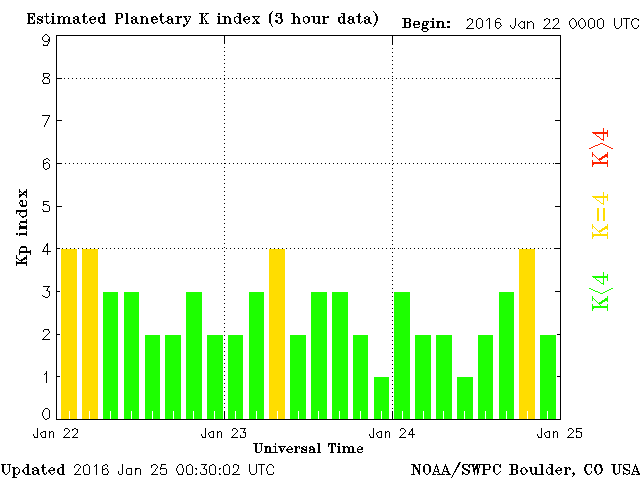 Estimated Planetary K index (3 hour data) Begin: 2016 Jan 22 0000 UTC
9
8
7
6
5
4
3
2
1
0
Kp index
K>4
K=4
K<4
Jan 22 Jan 23 Jan 24 Jan 25
Universal Time
Updated 2016 Jan 25 00:30:02 UTC NOAA/SWPC Boulder, CO USA